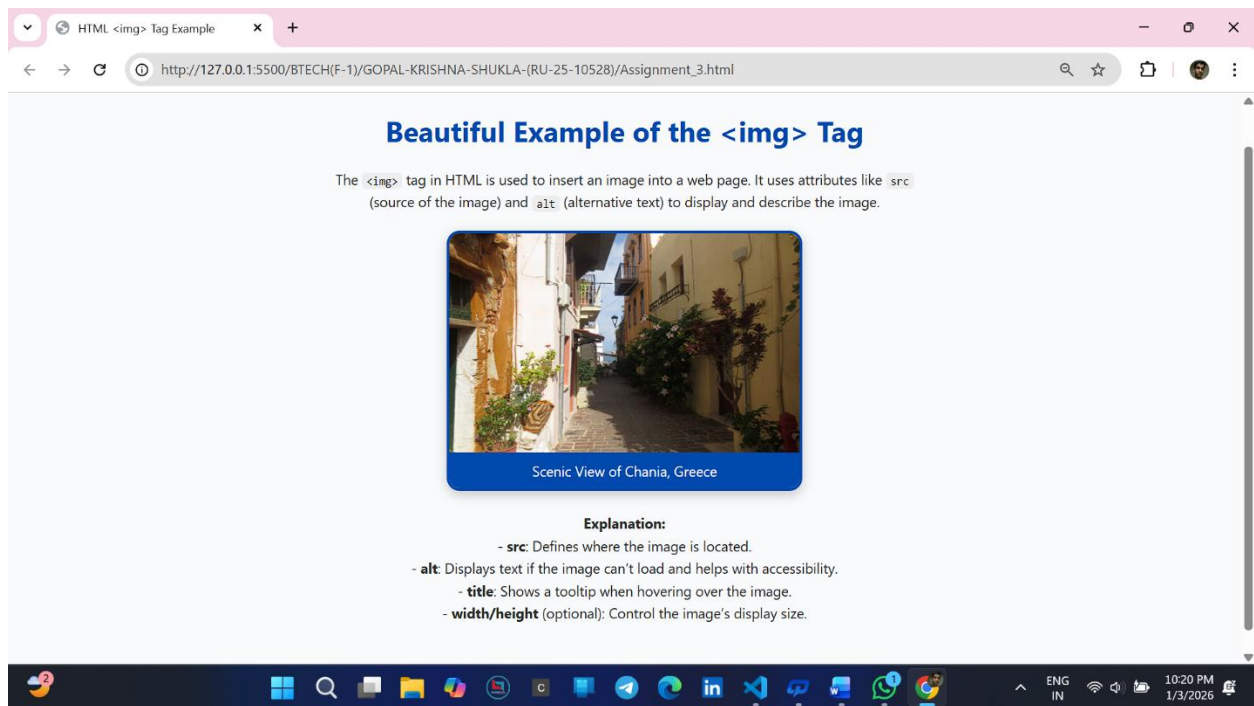 HTML <img> Tag Example
http://127.0.0.1:5500/BTECH(F-1)/GOPAL-KRISHNA-SHUKLA-(RU-25-10528)/Assignment_3.html
Beautiful Example of the <img> Tag
The <img> tag in HTML is used to insert an image into a web page. It uses attributes like src
(source of the image) and alt (alternative text) to display and describe the image.
Scenic View of Chania, Greece
Explanation:
- src: Defines where the image is located.
- alt: Displays text if the image can’t load and helps with accessibility.
- title: Shows a tooltip when hovering over the image.
- width/height (optional): Control the image’s display size.
2
C
in
W
1
ENG
IN
10:20 PM
1/3/2026